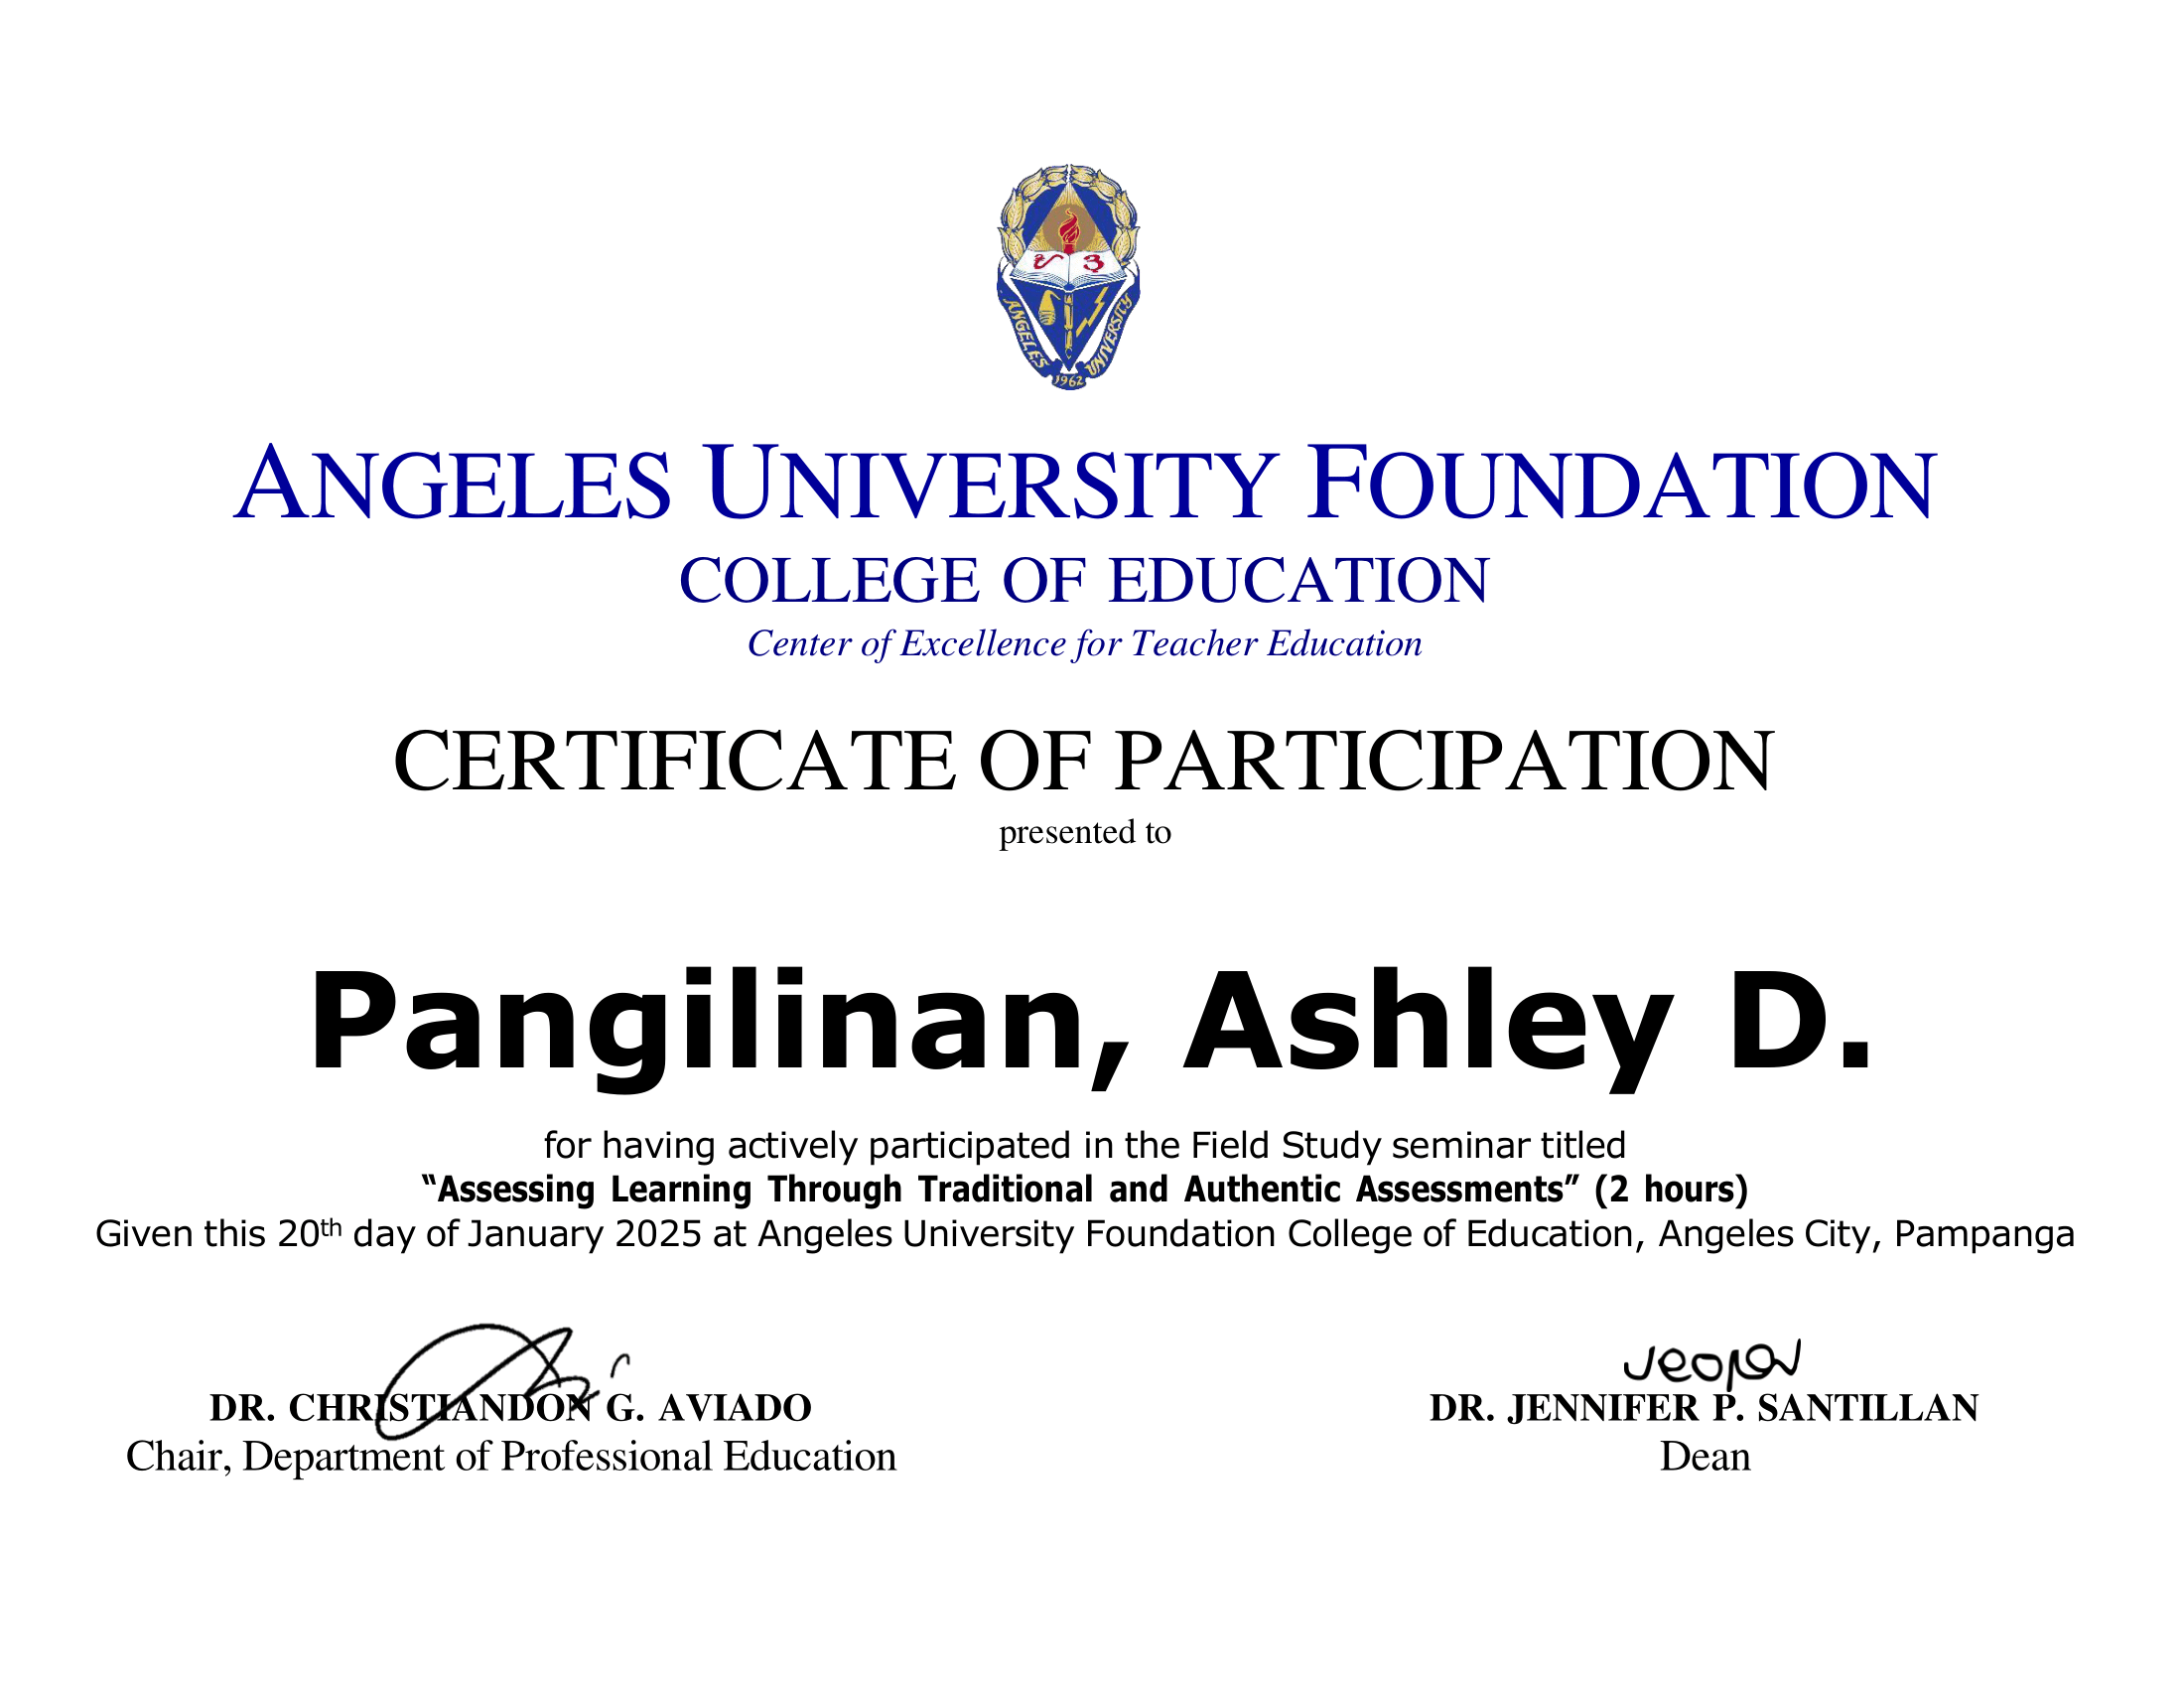 ANGELES UNIVERSITY
1962
ANGELES UNIVERSITY FOUNDATION
COLLEGE OF EDUCATION
Center of Excellence for Teacher Education
CERTIFICATE OF PARTICIPATION
presented to
Pangilinan, Ashley D.
for having actively participated in the Field Study seminar titled
“Assessing Learning Through Traditional and Authentic Assessments” (2 hours)
Given this 20th day of January 2025 at Angeles University Foundation College of Education, Angeles City, Pampanga
DR. CHRISTIANDON G. AVIADO DR. JENNIFER P. SANTILLAN
Chair, Department of Professional Education Dean